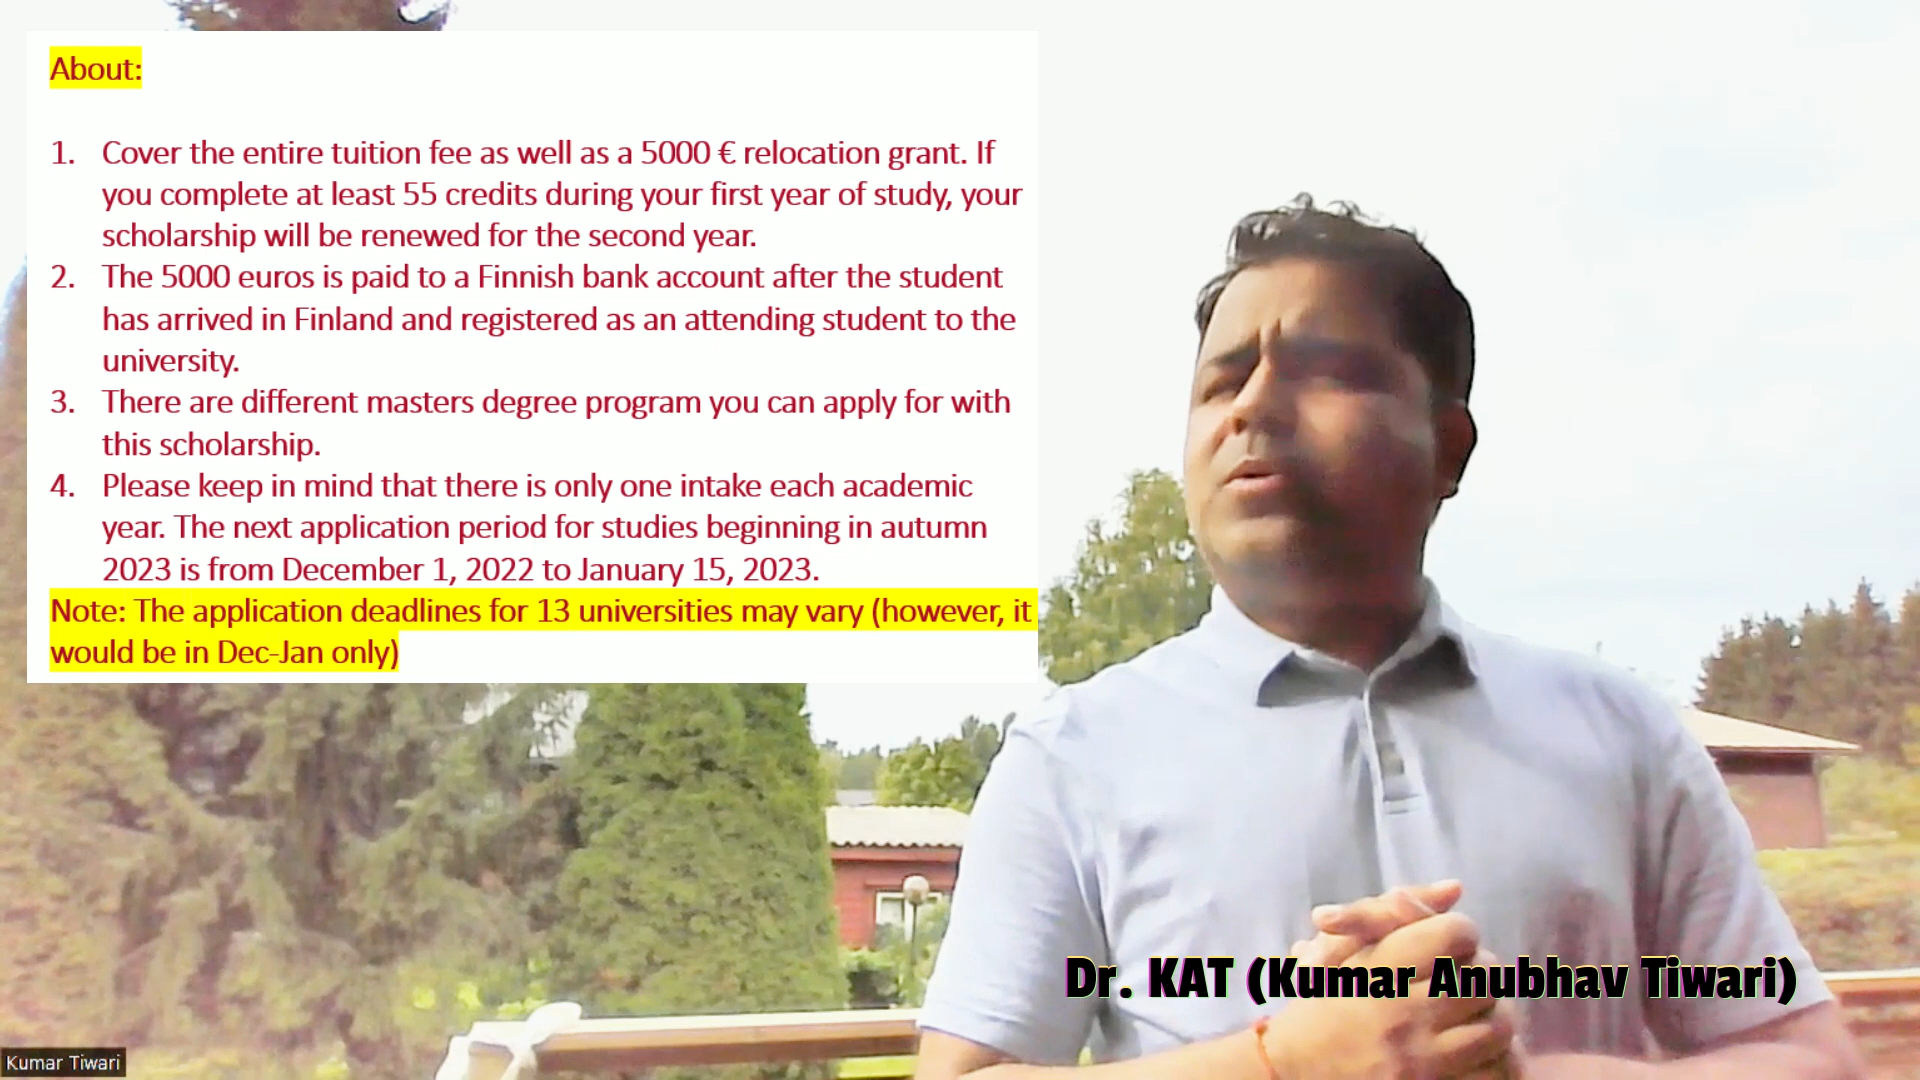 About:
1. Cover the entire tuition fee as well as a 5000 € relocation grant. If
you complete at least 55 credits during your first year of study, your
scholarship will be renewed for the second year.
2. The 5000 euros is paid to a Finnish bank account after the student
has arrived in Finland and registered as an attending student to the
university.
3. There are different masters degree program you can apply for with
this scholarship.
4. Please keep in mind that there is only one intake each academic
year. The next application period for studies beginning in autumn
2023 is from December 1, 2022 to January 15, 2023.
Note: The application deadlines for 13 universities may vary (however, it
would be in Dec-Jan only)
Dr. KAT (Kumar Anubhav Tiwari)
Kumar Tiwari